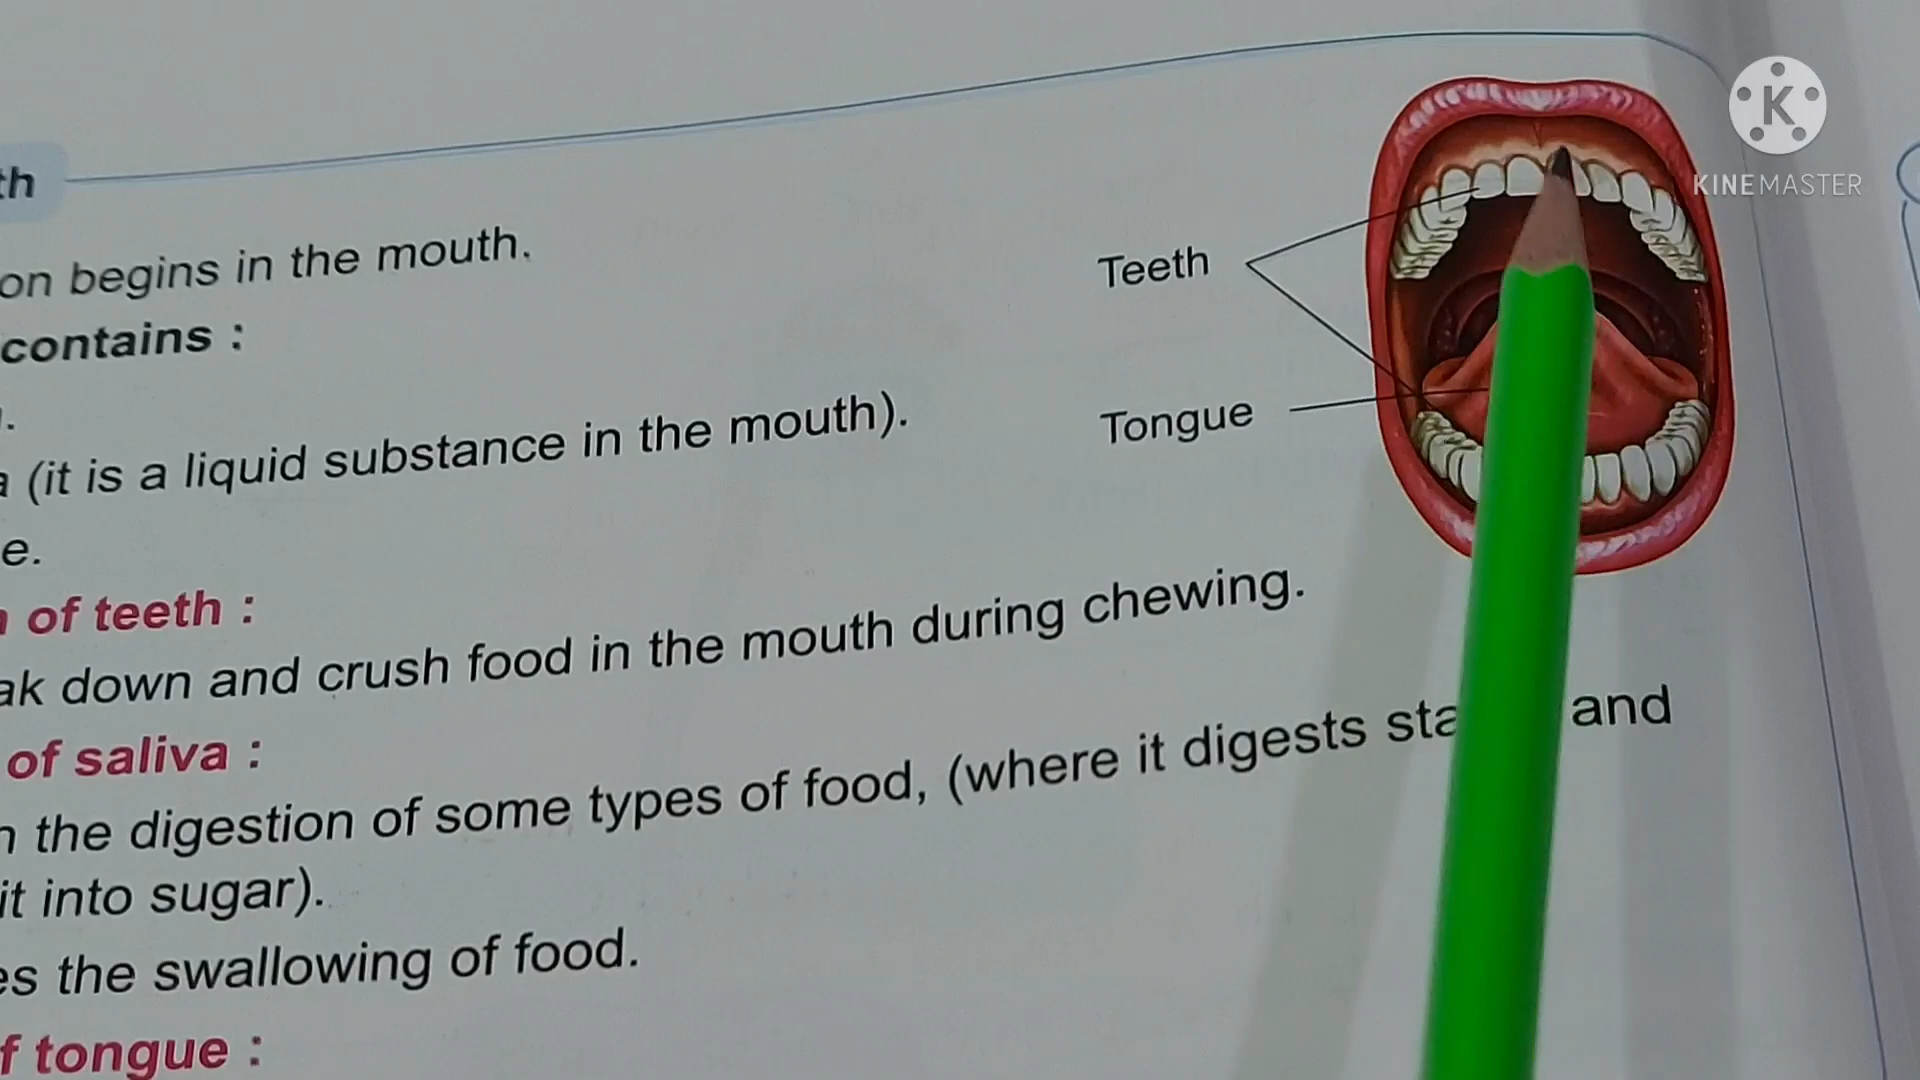 K
KINEMASTER
th
on begins in the mouth.
contains :
Teeth
(it is a liquid substance in the mouth).
Tongue
e.
of teeth :
ak down and crush food in the mouth during chewing.
of saliva :
the digestion of some types of food, (where it digests sta and
it into sugar).
es the swallowing of food.
f tongue :